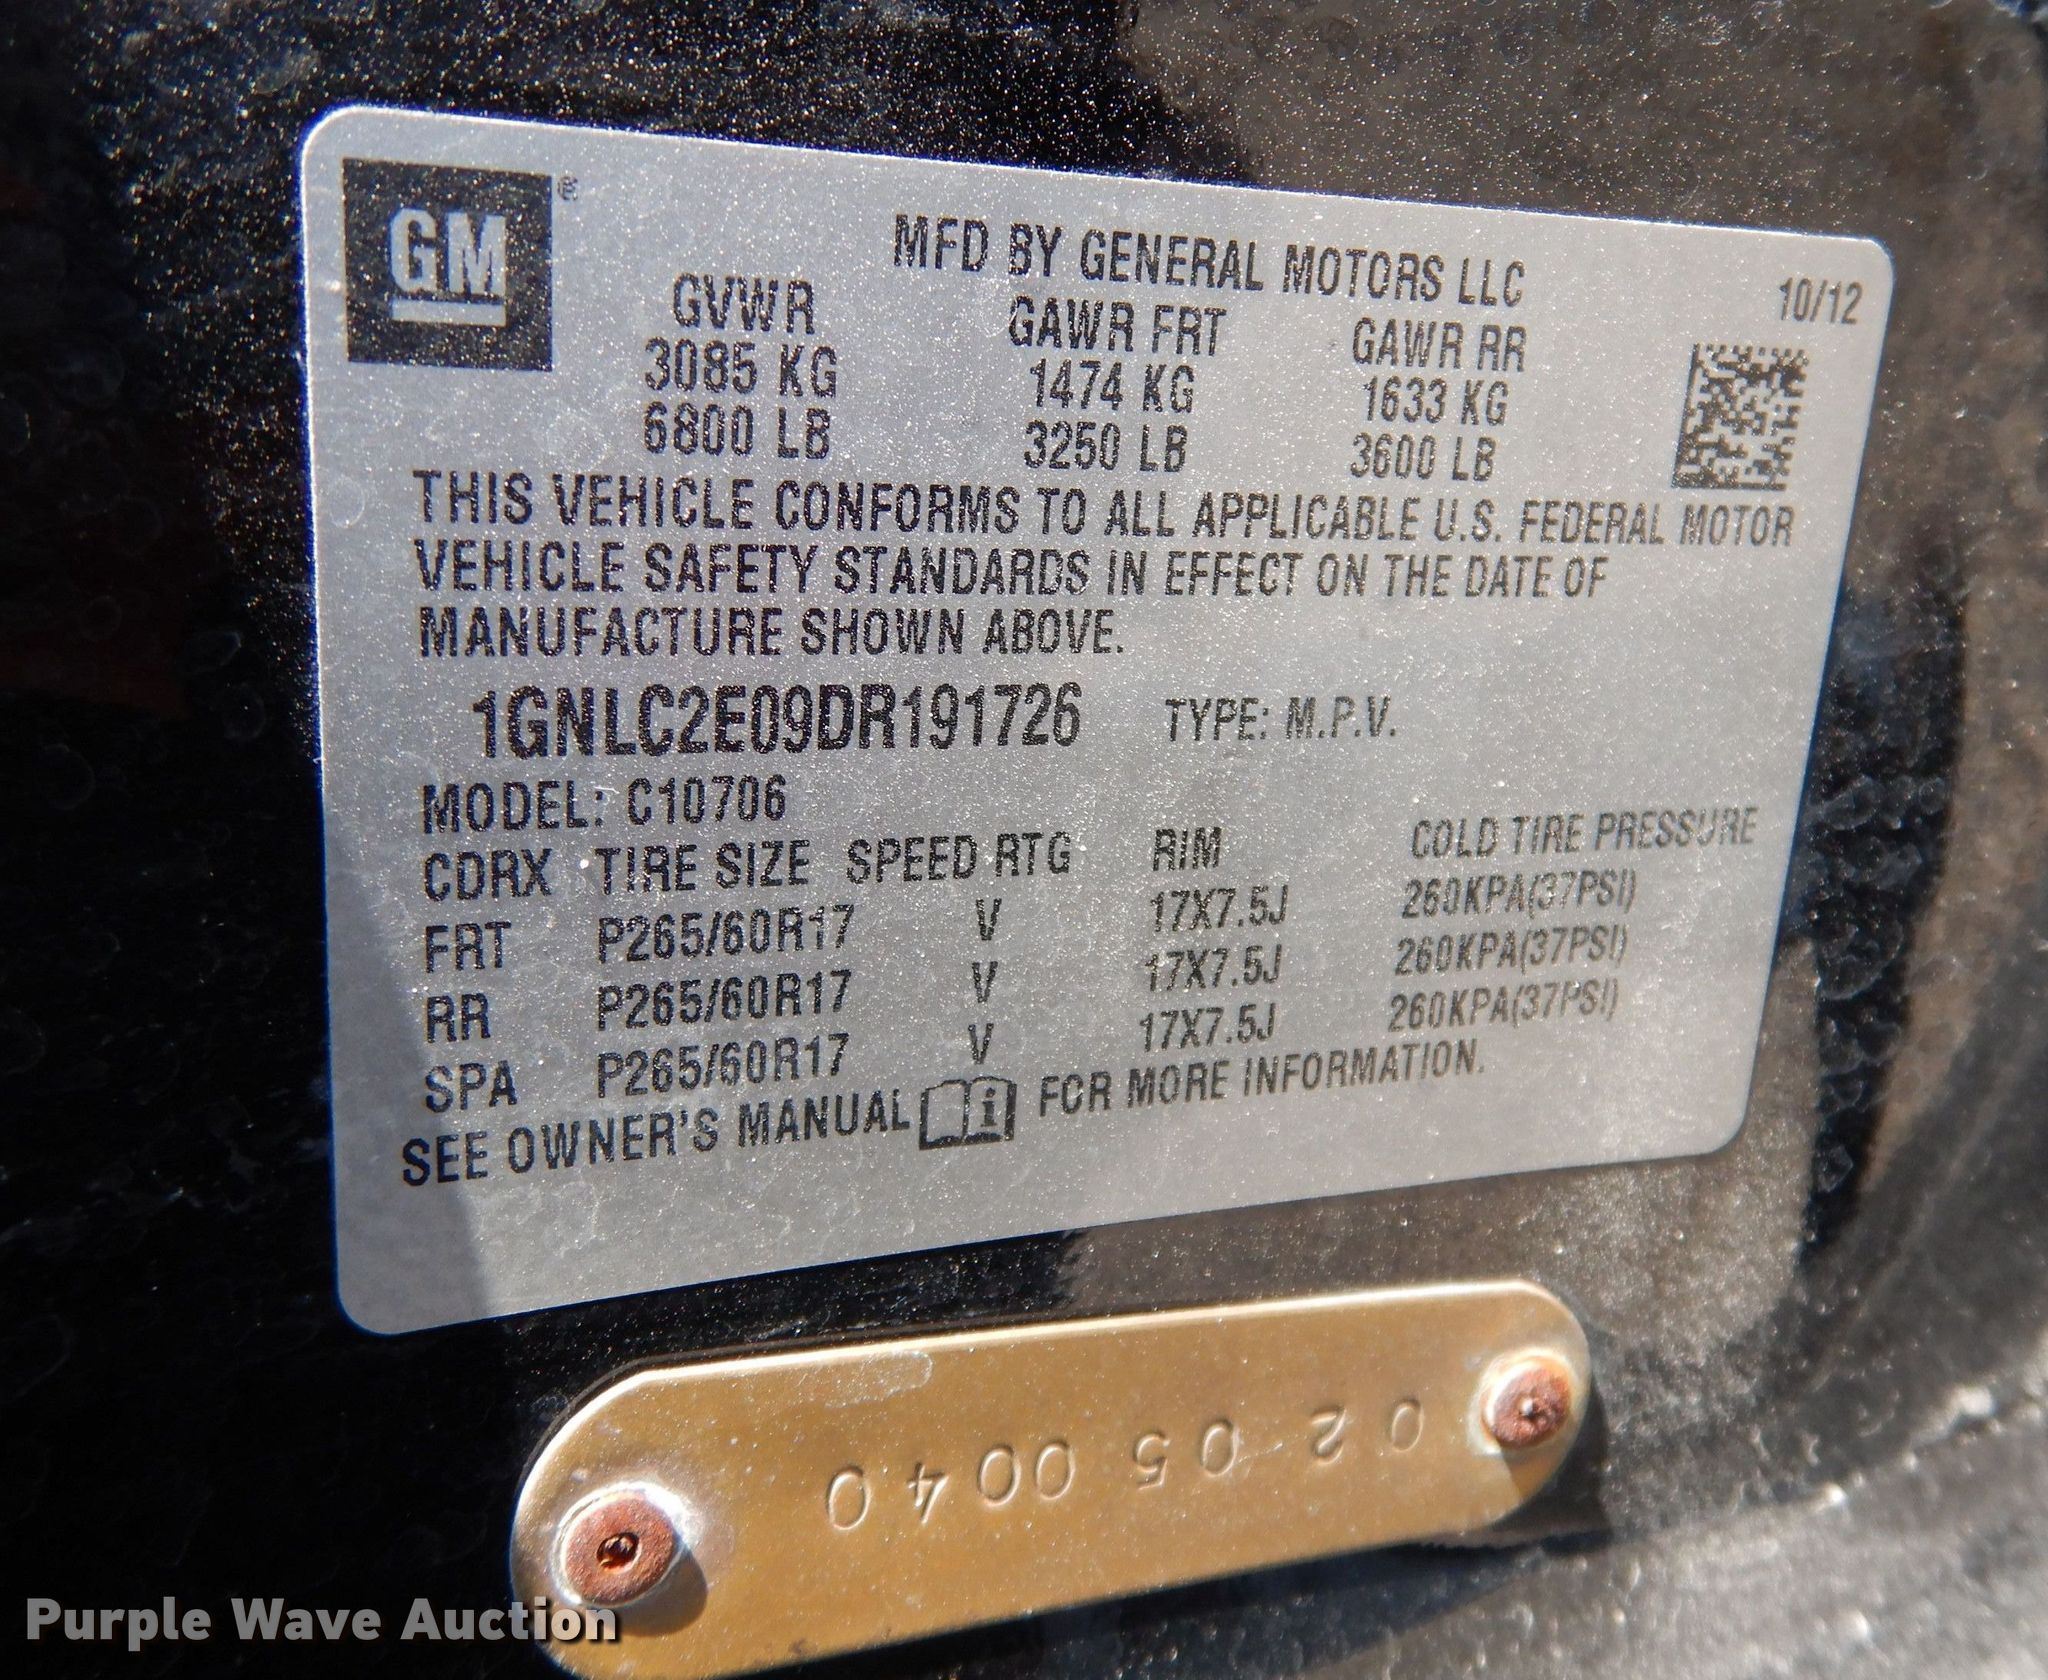 GM®
MFD BY GENERAL MOTORS LLC
10/12
GVWR GAWR FRT GAWR RR
3085 KG 1474 KG 1633 KG
6800 LB 3250 LB 3600 LB
THIS VEHICLE CONFORMS TO ALL APPLICABLE U.S. FEDERAL MOTOR
VEHICLE SAFETY STANDARDS IN EFFECT ON THE DATE OF
MANUFACTURE SHOWN ABOVE.
1GNLC2E09DR191726 TYPE: M.P.V.
MODEL: C10706
CDRX TIRE SIZE SPEED RTG RIM COLD TIRE PRESSURE
FRT P265/60R17 V 17X7.5J 260KPA(37PSI)
RR P265/60R17 V 17X7.5J 260KPA(37PSI)
SPA P265/60R17 V 17X7.5J 260KPA(37PSI)
SEE OWNER'S MANUAL i FOR MORE INFORMATION.
02050040
Purple Wave Auction